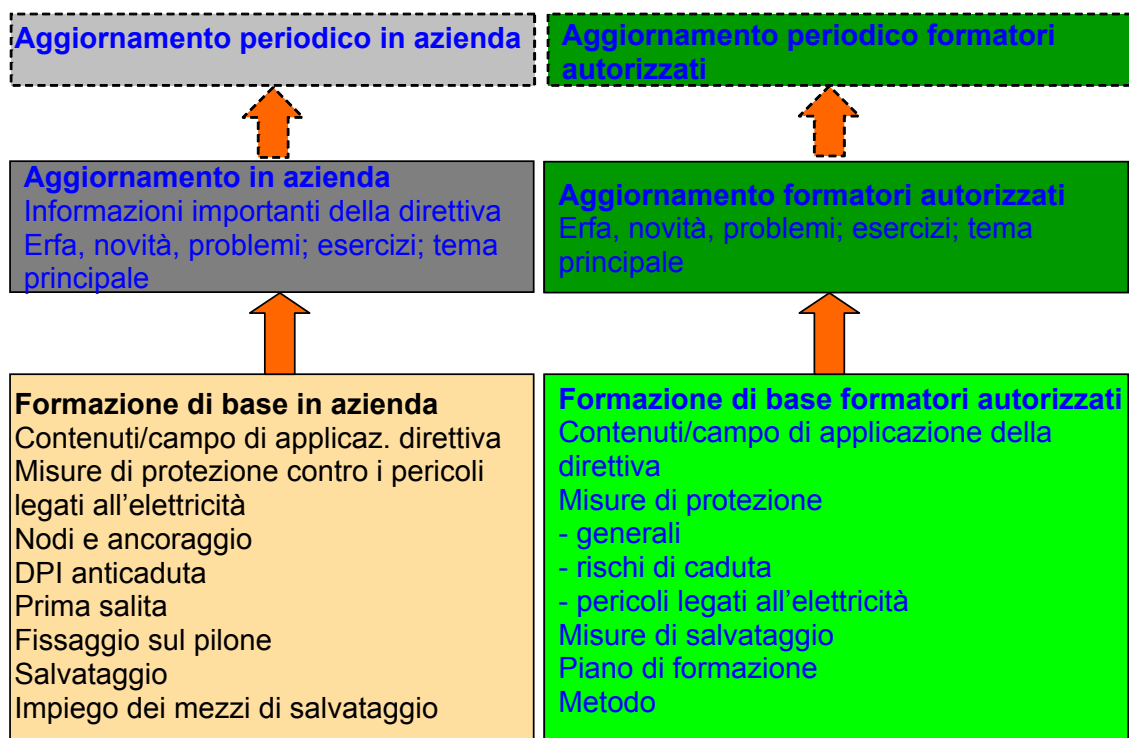 Aggiornamento periodico in azienda
Aggiornamento periodico formatori
autorizzati
Aggiornamento in azienda
Informazioni importanti della direttiva
Erfa, novità, problemi; esercizi; tema
principale
Aggiornamento formatori autorizzati
Erfa, novità, problemi; esercizi; tema
principale
Formazione di base in azienda
Contenuti/campo di applicaz. direttiva
Misure di protezione contro i pericoli
legati all’elettricità
Nodi e ancoraggio
DPI anticaduta
Prima salita
Fissaggio sul pilone
Salvataggio
Impiego dei mezzi di salvataggio
Formazione di base formatori autorizzati
Contenuti/campo di applicazione della
direttiva
Misure di protezione
- generali
- rischi di caduta
- pericoli legati all’elettricità
Misure di salvataggio
Piano di formazione
Metodo